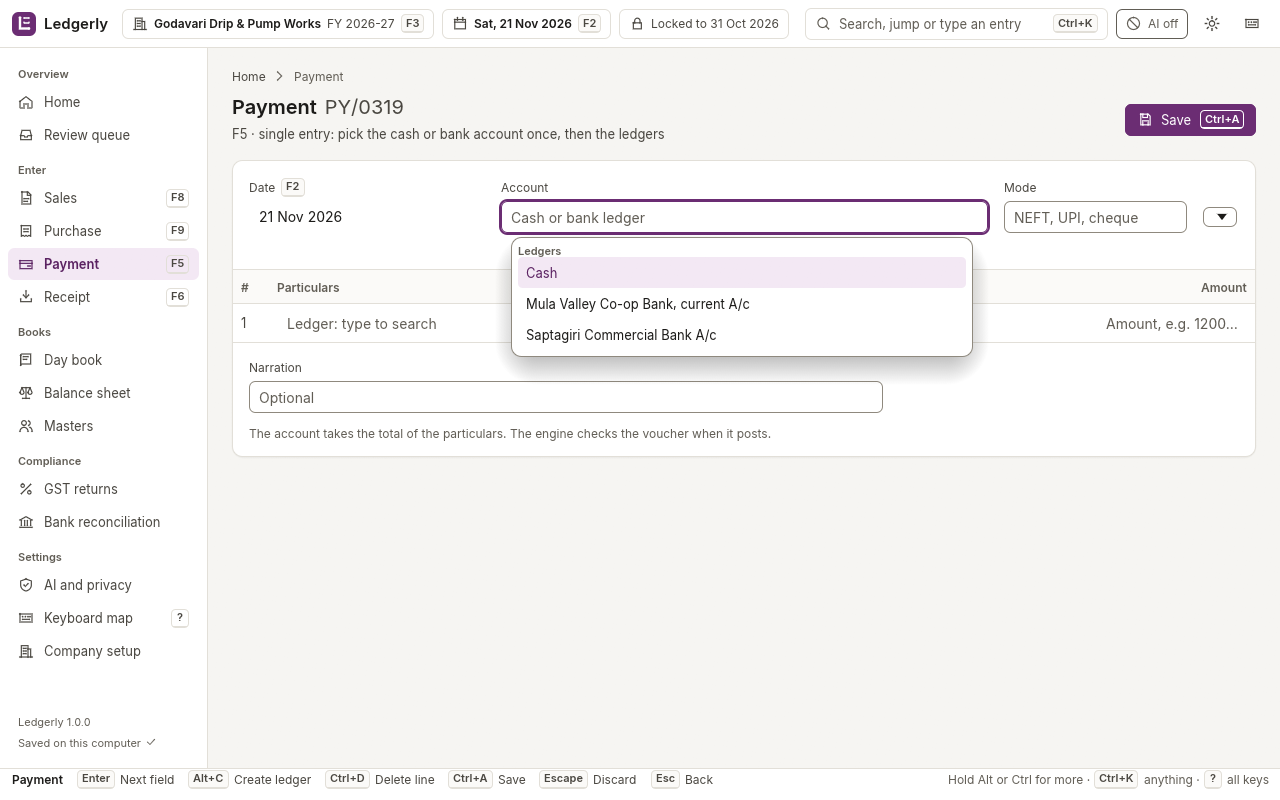 Ledgerly
Godavari Drip & Pump Works FY 2026-27 F3
Sat, 21 Nov 2026 F2
Locked to 31 Oct 2026
Search, jump or type an entry Ctrl+K
AI off
Overview
Home
Review queue
Enter
Sales F8
Purchase F9
Payment F5
Receipt F6
Books
Day book
Balance sheet
Masters
Compliance
GST returns
Bank reconciliation
Settings
AI and privacy
Keyboard map ?
Company setup
Ledgerly 1.0.0
Saved on this computer
Home Payment
Payment PY/0319
F5 · single entry: pick the cash or bank account once, then the ledgers
Save Ctrl+A
Date F2
Account
Mode
21 Nov 2026
Cash or bank ledger
NEFT, UPI, cheque
Ledgers
Cash
Mula Valley Co-op Bank, current A/c
Saptagiri Commercial Bank A/c
# Particulars Amount
1 Ledger: type to search Amount, e.g. 1200...
Narration
Optional
The account takes the total of the particulars. The engine checks the voucher when it posts.
Payment Enter Next field Alt+C Create ledger Ctrl+D Delete line Ctrl+A Save Escape Discard Esc Back
Hold Alt or Ctrl for more · Ctrl+K anything · ? all keys